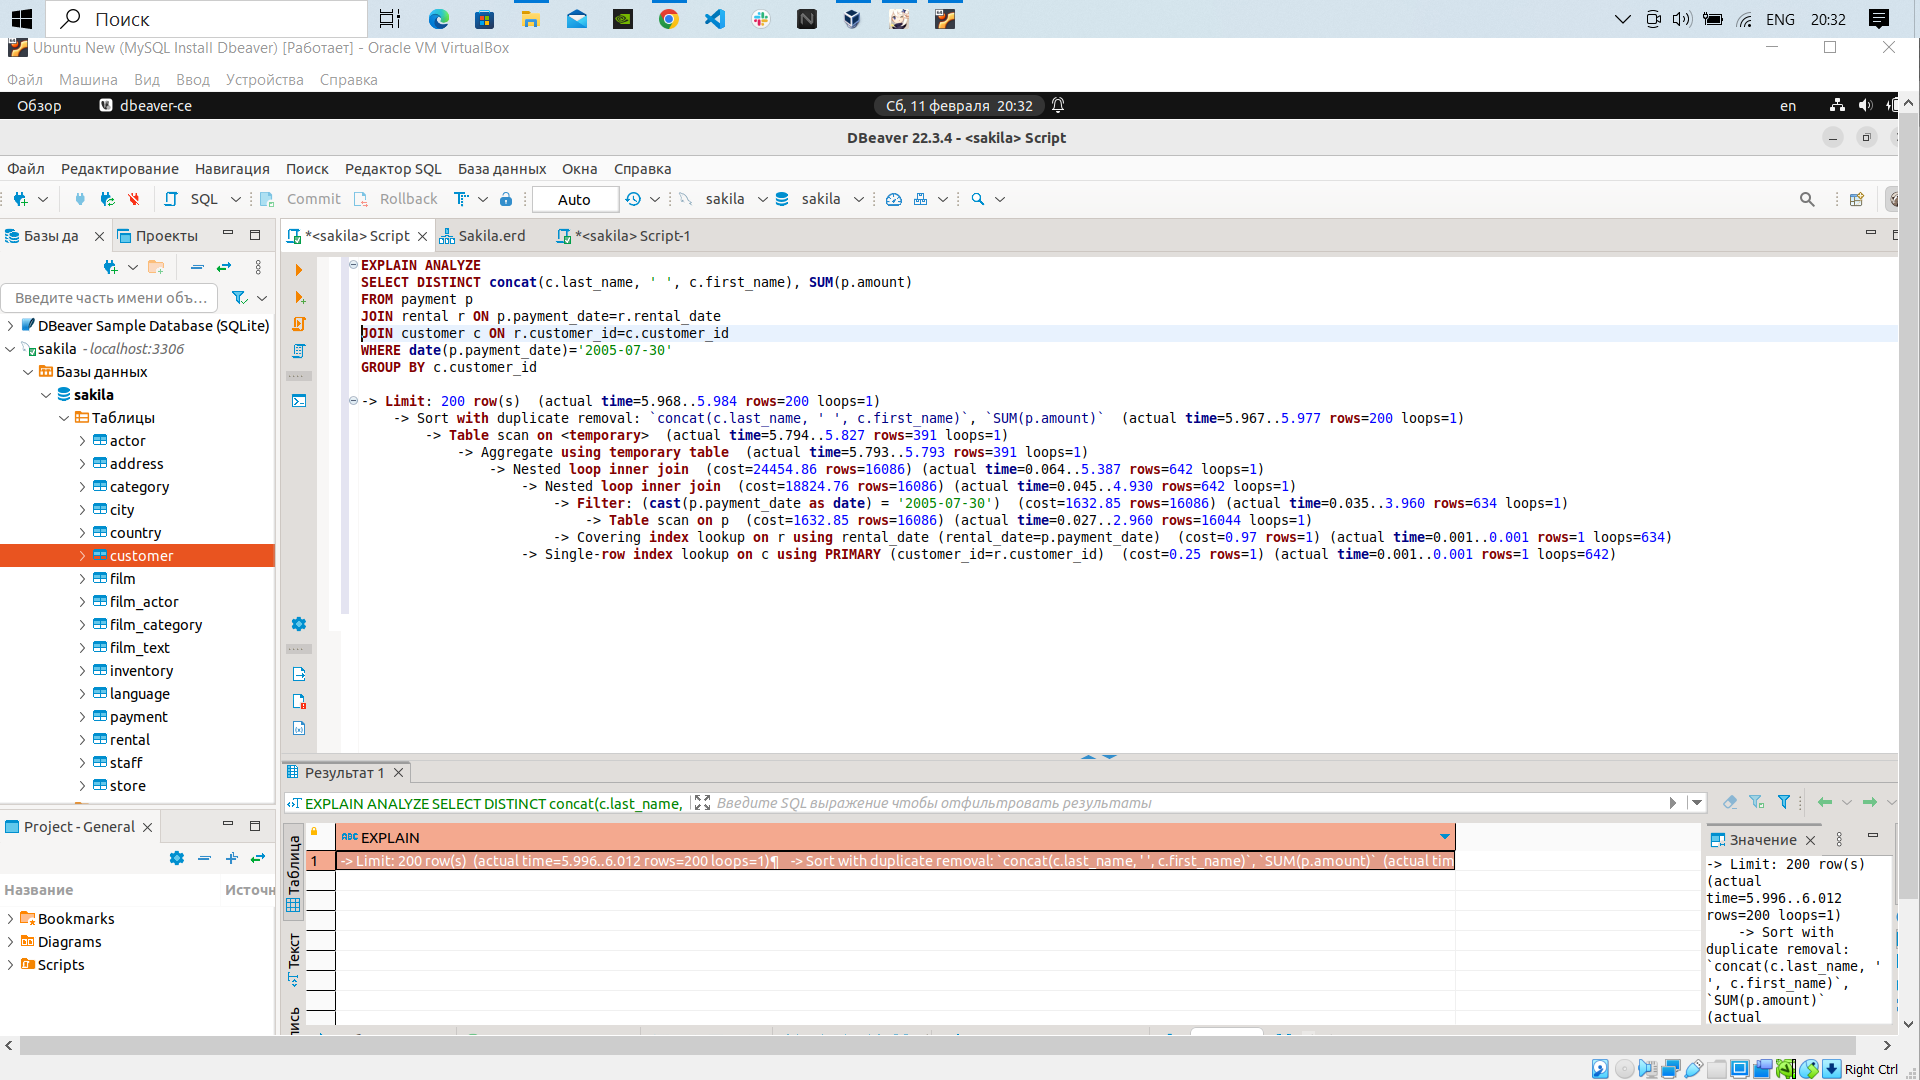 Поиск
ENG
20:32
Ubuntu New (MySQL Install Dbeaver) [Работает] - Oracle VM VirtualBox
Файл Машина Вид Ввод Устройства Справка
Обзор dbeaver-ce Сб, 11 февраля 20:32 en
DBeaver 22.3.4 - <sakila> Script
Файл Редактирование Навигация Поиск Редактор SQL База данных Окна Справка
SQL Commit Rollback Auto sakila sakila
Базы да Проекты
*<sakila> Script Sakila.erd *<sakila> Script-1
Введите часть имени объ...
DBeaver Sample Database (SQLite)
sakila - localhost:3306
Базы данных
sakila
Таблицы
actor
address
category
city
country
customer
film
film_actor
film_category
film_text
inventory
language
payment
rental
staff
store
EXPLAIN ANALYZE
SELECT DISTINCT concat(c.last_name, ' ', c.first_name), SUM(p.amount)
FROM payment p
JOIN rental r ON p.payment_date=r.rental_date
JOIN customer c ON r.customer_id=c.customer_id
WHERE date(p.payment_date)='2005-07-30'
GROUP BY c.customer_id
-> Limit: 200 row(s)  (actual time=5.968..5.984 rows=200 loops=1)
-> Sort with duplicate removal: `concat(c.last_name, ' ', c.first_name)`, `SUM(p.amount)`  (actual time=5.967..5.977 rows=200 loops=1)
-> Table scan on <temporary>  (actual time=5.794..5.827 rows=391 loops=1)
-> Aggregate using temporary table  (actual time=5.793..5.793 rows=391 loops=1)
-> Nested loop inner join  (cost=24454.86 rows=16086) (actual time=0.064..5.387 rows=642 loops=1)
-> Nested loop inner join  (cost=18824.76 rows=16086) (actual time=0.045..4.930 rows=642 loops=1)
-> Filter: (cast(p.payment_date as date) = '2005-07-30')  (cost=1632.85 rows=16086) (actual time=0.035..3.960 rows=634 loops=1)
-> Table scan on p  (cost=1632.85 rows=16086) (actual time=0.027..2.960 rows=16044 loops=1)
-> Covering index lookup on r using rental_date (rental_date=p.payment_date)  (cost=0.97 rows=1) (actual time=0.001..0.001 rows=1 loops=634)
-> Single-row index lookup on c using PRIMARY (customer_id=r.customer_id)  (cost=0.25 rows=1) (actual time=0.001..0.001 rows=1 loops=642)
Project - General
Название Источн
Bookmarks
Diagrams
Scripts
Результат 1
EXPLAIN ANALYZE SELECT DISTINCT concat(c.last_name, Введите SQL выражение чтобы отфильтровать результаты
Таблица
Текст
ABC EXPLAIN
1 -> Limit: 200 row(s)  (actual time=5.996..6.012 rows=200 loops=1)¶   -> Sort with duplicate removal: `concat(c.last_name, ' ', c.first_name)`, `SUM(p.amount)`  (actual tim
Значение
-> Limit: 200 row(s)
(actual
time=5.996..6.012
rows=200 loops=1)
-> Sort with
duplicate removal:
`concat(c.last_name, '
', c.first_name)`,
`SUM(p.amount)`
(actual
Right Ctrl